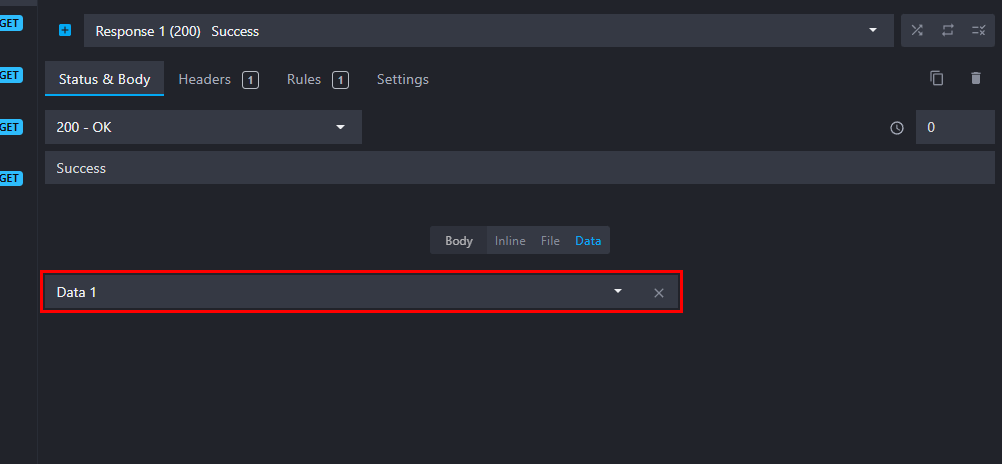 GET
Response 1 (200) Success
GET
Status & Body Headers 1 Rules 1 Settings
GET
200 - OK 0
Success
GET
Body Inline File Data
Data 1